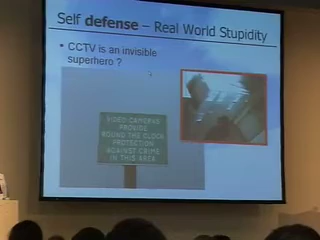 Self defense – Real World Stupidity
• CCTV is an invisible
superhero ?
VIDEO CAMERAS
PROVIDE
ROUND THE CLOCK
PROTECTION
AGAINST CRIME
IN THIS AREA